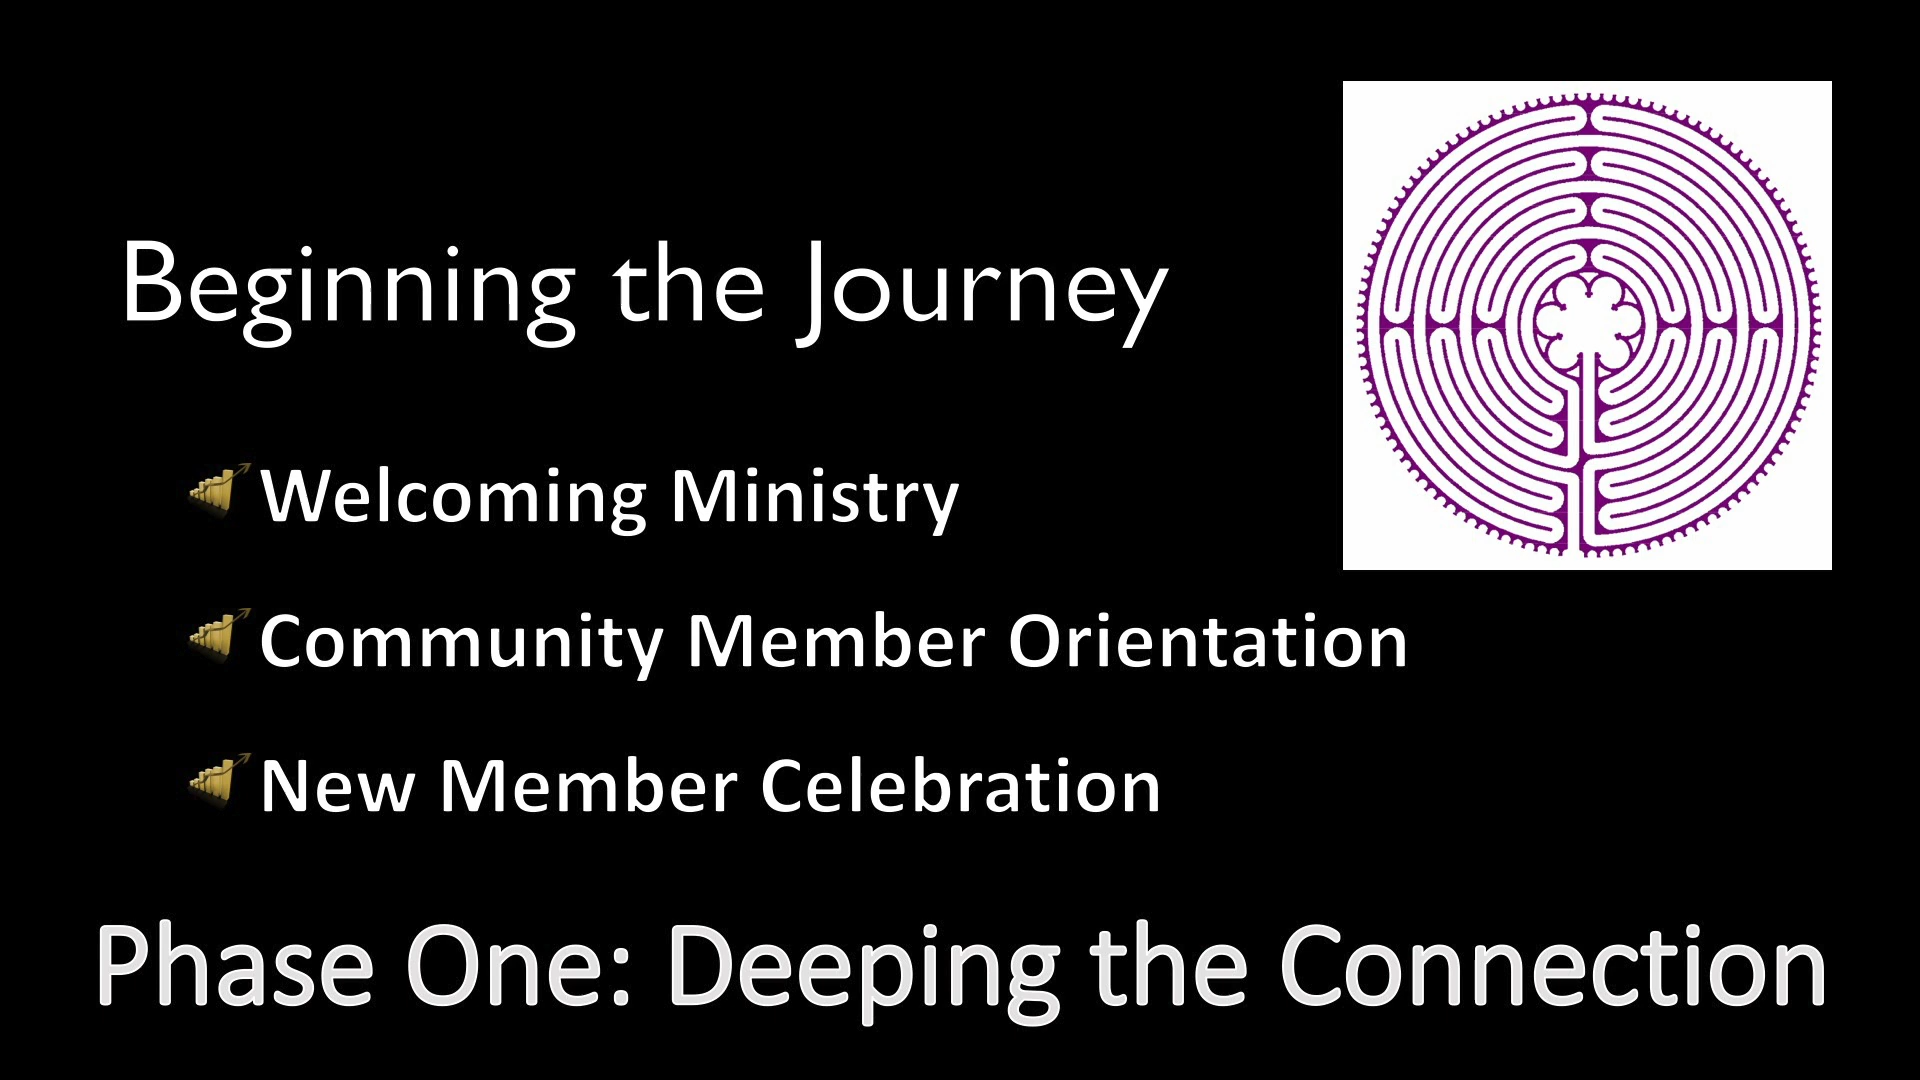 Beginning the Journey
Welcoming Ministry
Community Member Orientation
New Member Celebration
Phase One: Deeping the Connection